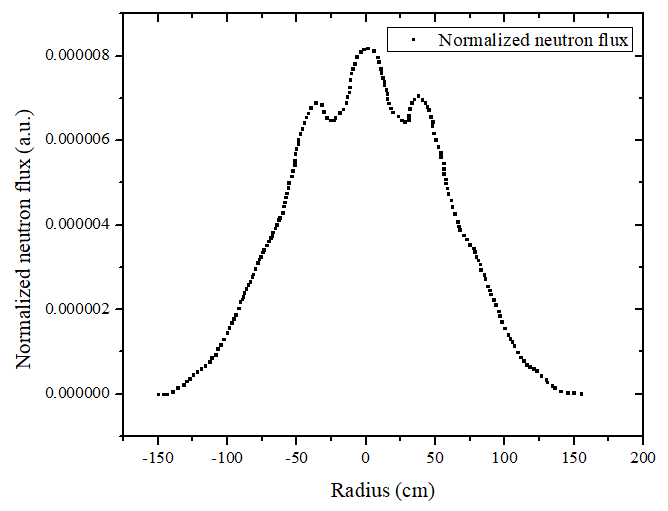 Normalized neutron flux
0.000008
0.000006
0.000004
0.000002
0.000000
Normalized neutron flux (a.u.)
-150 -100 -50 0 50 100 150 200
Radius (cm)